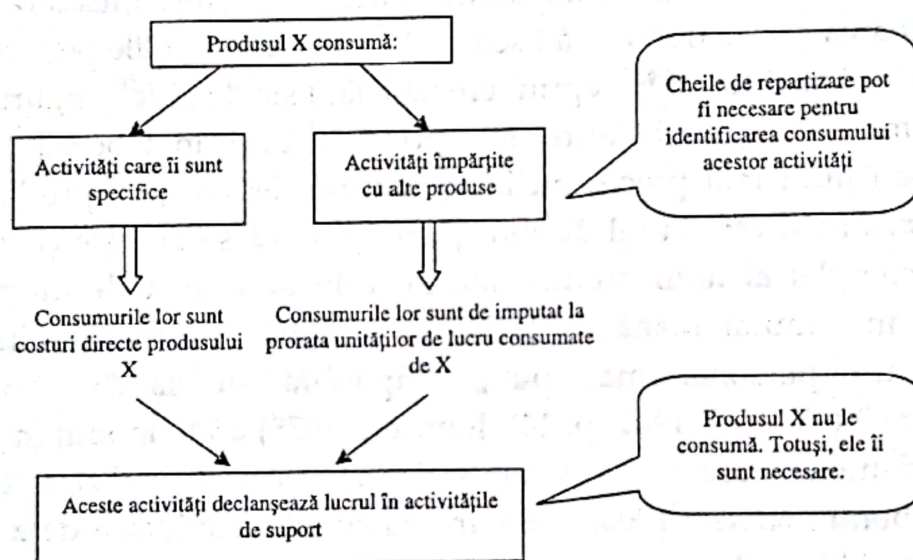 Produsul X consumă:
Cheile de repartizare pot
fi necesare pentru
identificarea consumului
acestor activități
Activități care îi sunt
specifice
Activități împărțite
cu alte produse
Consumurile lor sunt
costuri directe produsului
X
Consumurile lor sunt de imputat la
prorata unităților de lucru consumate
de X
Produsul X nu le
consumă. Totuși, ele îi
sunt necesare.
Aceste activități declanșează lucrul în activitățile
de suport